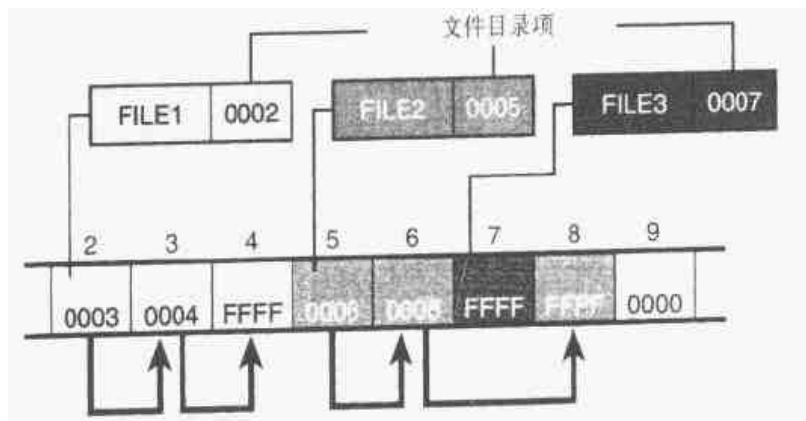 文件目录项
FILE1 0002 FILE2 0005 FILE3 0007
2 3 4 5 6 7 8 9
0003 0004 FFFF 0006 0008 FFFF FFFF 0000